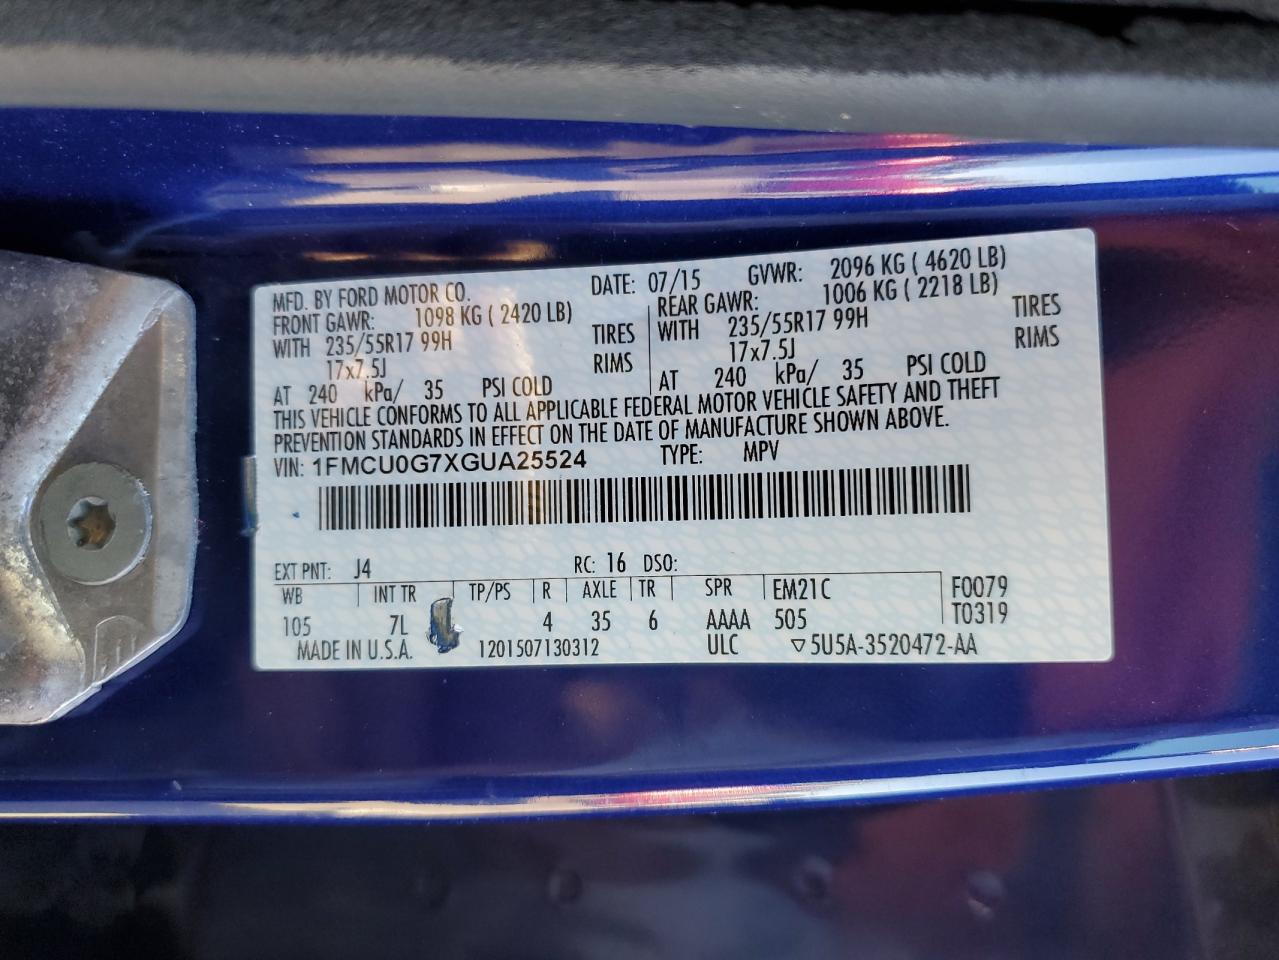 MFD. BY FORD MOTOR CO. DATE: 07/15 GVWR: 2096 KG ( 4620 LB)
FRONT GAWR: 1098 KG ( 2420 LB) REAR GAWR: 1006 KG ( 2218 LB)
WITH 235/55R17 99H TIRES WITH 235/55R17 99H TIRES
17x7.5J RIMS 17x7.5J RIMS
AT 240 kPa/ 35 PSI COLD AT 240 kPa/ 35 PSI COLD
THIS VEHICLE CONFORMS TO ALL APPLICABLE FEDERAL MOTOR VEHICLE SAFETY AND THEFT
PREVENTION STANDARDS IN EFFECT ON THE DATE OF MANUFACTURE SHOWN ABOVE.
VIN: 1FMCU0G7XGUA25524 TYPE: MPV
EXT PNT: J4 RC: 16 DSO:
WB INT TR TP/PS R AXLE TR SPR EM21C F0079
105 7L 4 35 6 AAAA 505 T0319
MADE IN U.S.A. 1201507130312 ULC ▽5U5A-3520472-AA